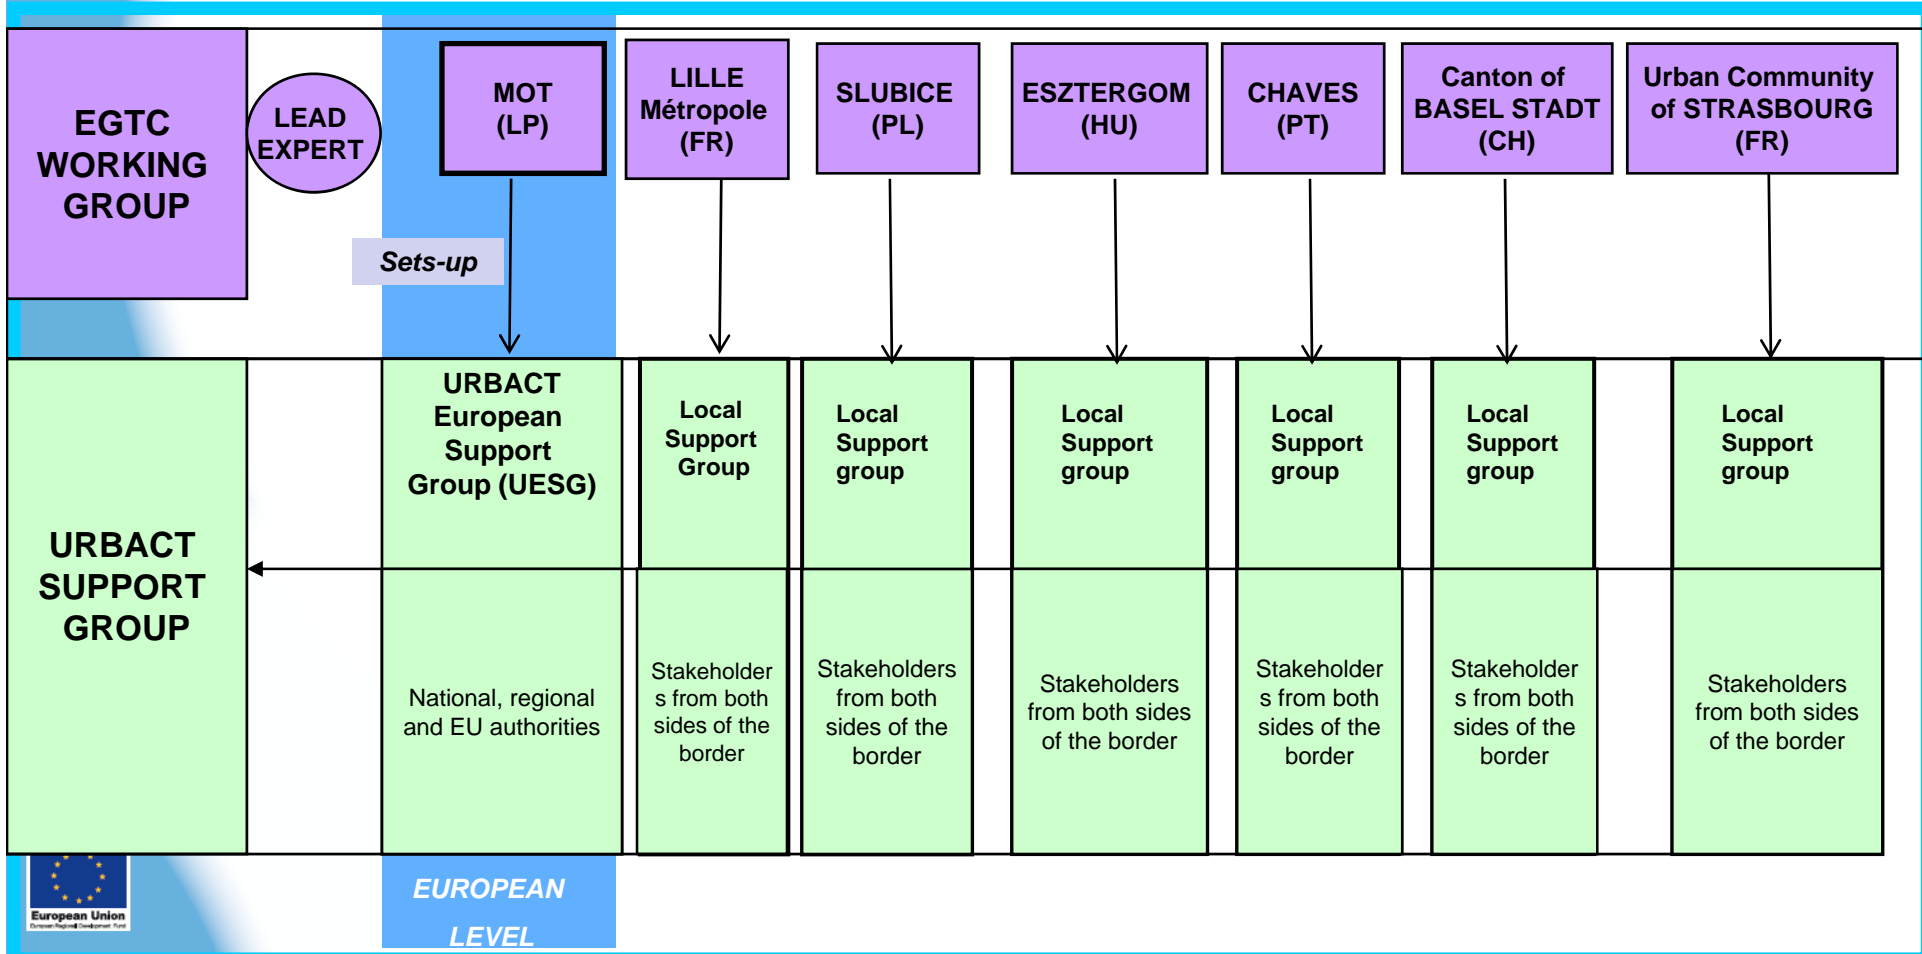 EGTC
WORKING
GROUP
LEAD
EXPERT
MOT
(LP)
LILLE
Métropole
(FR)
SLUBICE
(PL)
ESZTERGOM
(HU)
CHAVES
(PT)
Canton of
BASEL STADT
(CH)
Urban Community
of STRASBOURG
(FR)
Sets-up
URBACT
SUPPORT
GROUP
URBACT
European
Support
Group (UESG)
Local
Support
Group
Local
Support
group
Local
Support
group
Local
Support
group
Local
Support
group
Local
Support
group
National, regional
and EU authorities
Stakeholder
s from both
sides of the
border
Stakeholders
from both
sides of the
border
Stakeholders
from both sides
of the border
Stakeholder
s from both
sides of the
border
Stakeholder
s from both
sides of the
border
Stakeholders
from both sides
of the border
European Union
European Regional Development Fund
EUROPEAN
LEVEL